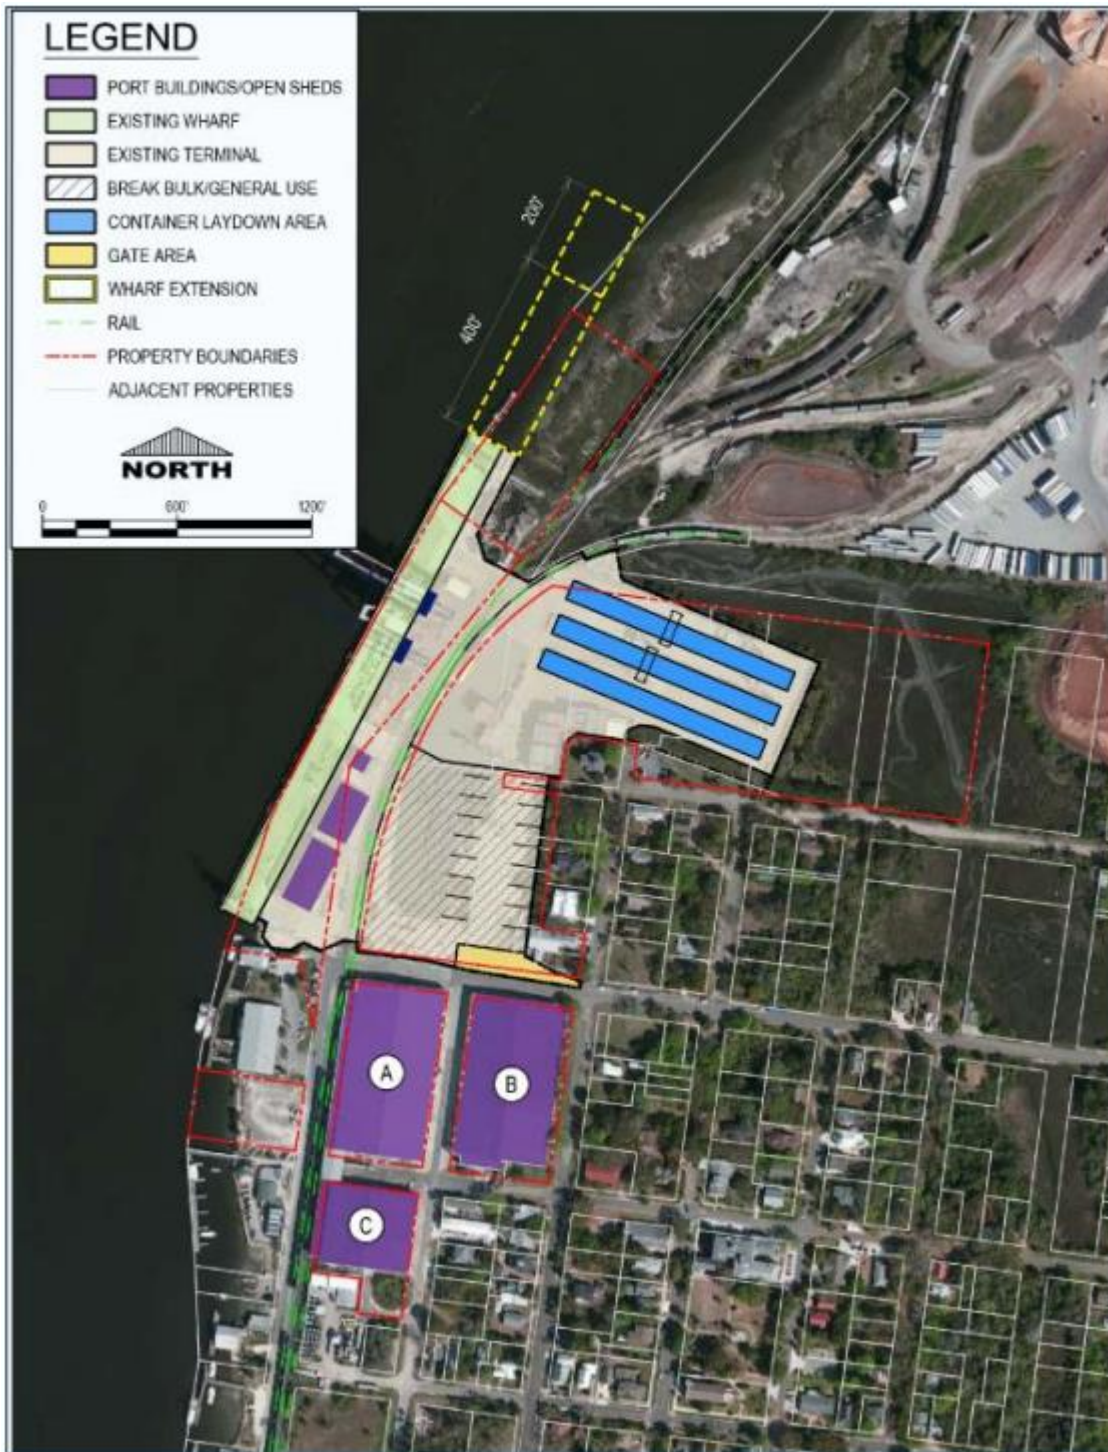 LEGEND
PORT BUILDINGS/OPEN SHEDS
EXISTING WHARF
EXISTING TERMINAL
BREAK BULK/GENERAL USE
CONTAINER LAYDOWN AREA
GATE AREA
WHARF EXTENSION
RAIL
PROPERTY BOUNDARIES
ADJACENT PROPERTIES
NORTH
0 600' 1200'
200'
400'
A
B
C